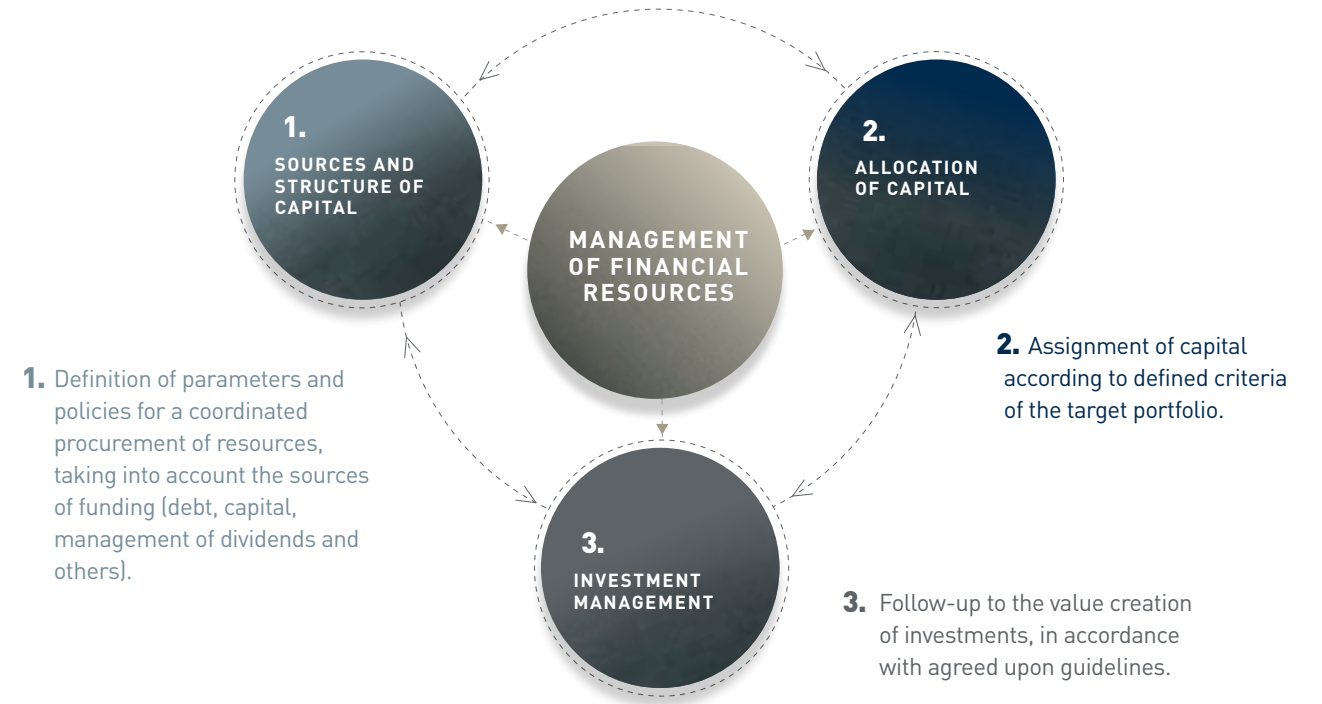 1.
SOURCES AND
STRUCTURE OF
CAPITAL
2.
ALLOCATION
OF CAPITAL
MANAGEMENT
OF FINANCIAL
RESOURCES
1. Definition of parameters and
policies for a coordinated
procurement of resources,
taking into account the sources
of funding (debt, capital,
management of dividends and
others).
2. Assignment of capital
according to defined criteria
of the target portfolio.
3.
INVESTMENT
MANAGEMENT
3. Follow-up to the value creation
of investments, in accordance
with agreed upon guidelines.